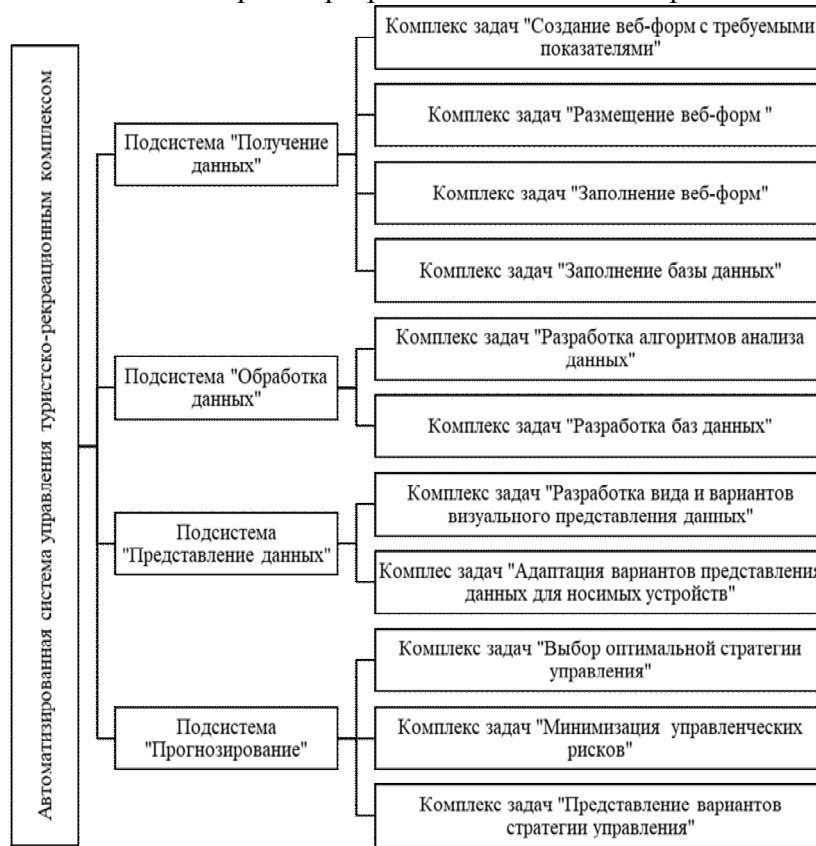 Комплекс задач "Создание веб-форм с требуемыми
показателями"
Комплекс задач "Размещение веб-форм "
Подсистема "Получение
данных"
Комплекс задач "Заполнение веб-форм"
Комплекс задач "Заполнение базы данных"
Автоматизированная система управления туристско-рекреационным комплексом
Комплекс задач "Разработка алгоритмов анализа
данных"
Подсистема "Обработка
данных"
Комплекс задач "Разработка баз данных"
Комплекс задач "Разработка вида и вариантов
визуального представления данных"
Подсистема
"Представление данных"
Комплес задач "Адаптация вариантов представления
данных для носимых устройств"
Комплекс задач "Выбор оптимальной стратегии
управления"
Подсистема
"Прогнозирование"
Комплекс задач "Минимизация управленческих
рисков"
Комплекс задач "Представление вариантов
стратегии управления"